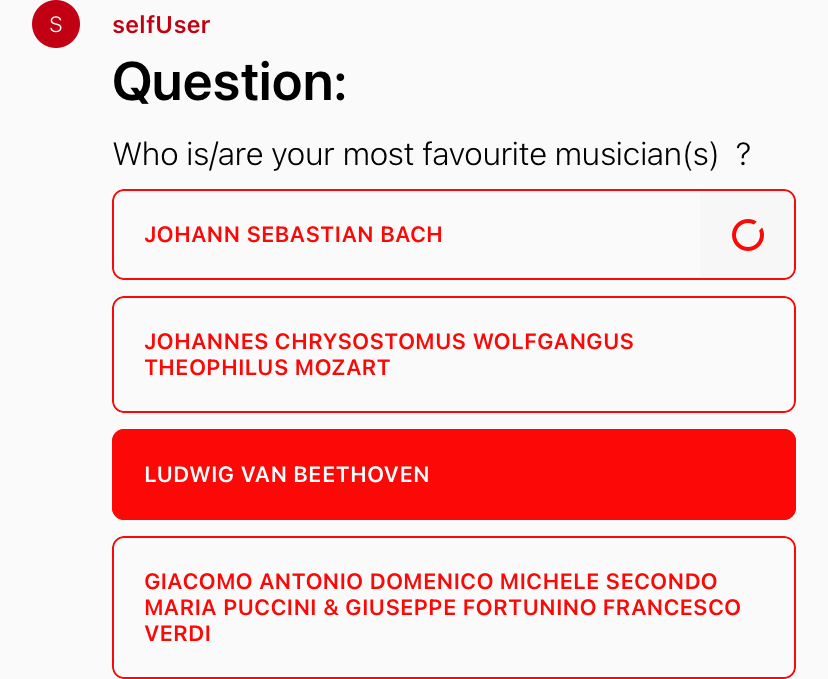 S
selfUser
Question:
Who is/are your most favourite musician(s) ?
JOHANN SEBASTIAN BACH
JOHANNES CHRYSOSTOMUS WOLFGANGUS
THEOPHILUS MOZART
LUDWIG VAN BEETHOVEN
GIACOMO ANTONIO DOMENICO MICHELE SECONDO
MARIA PUCCINI & GIUSEPPE FORTUNINO FRANCESCO
VERDI